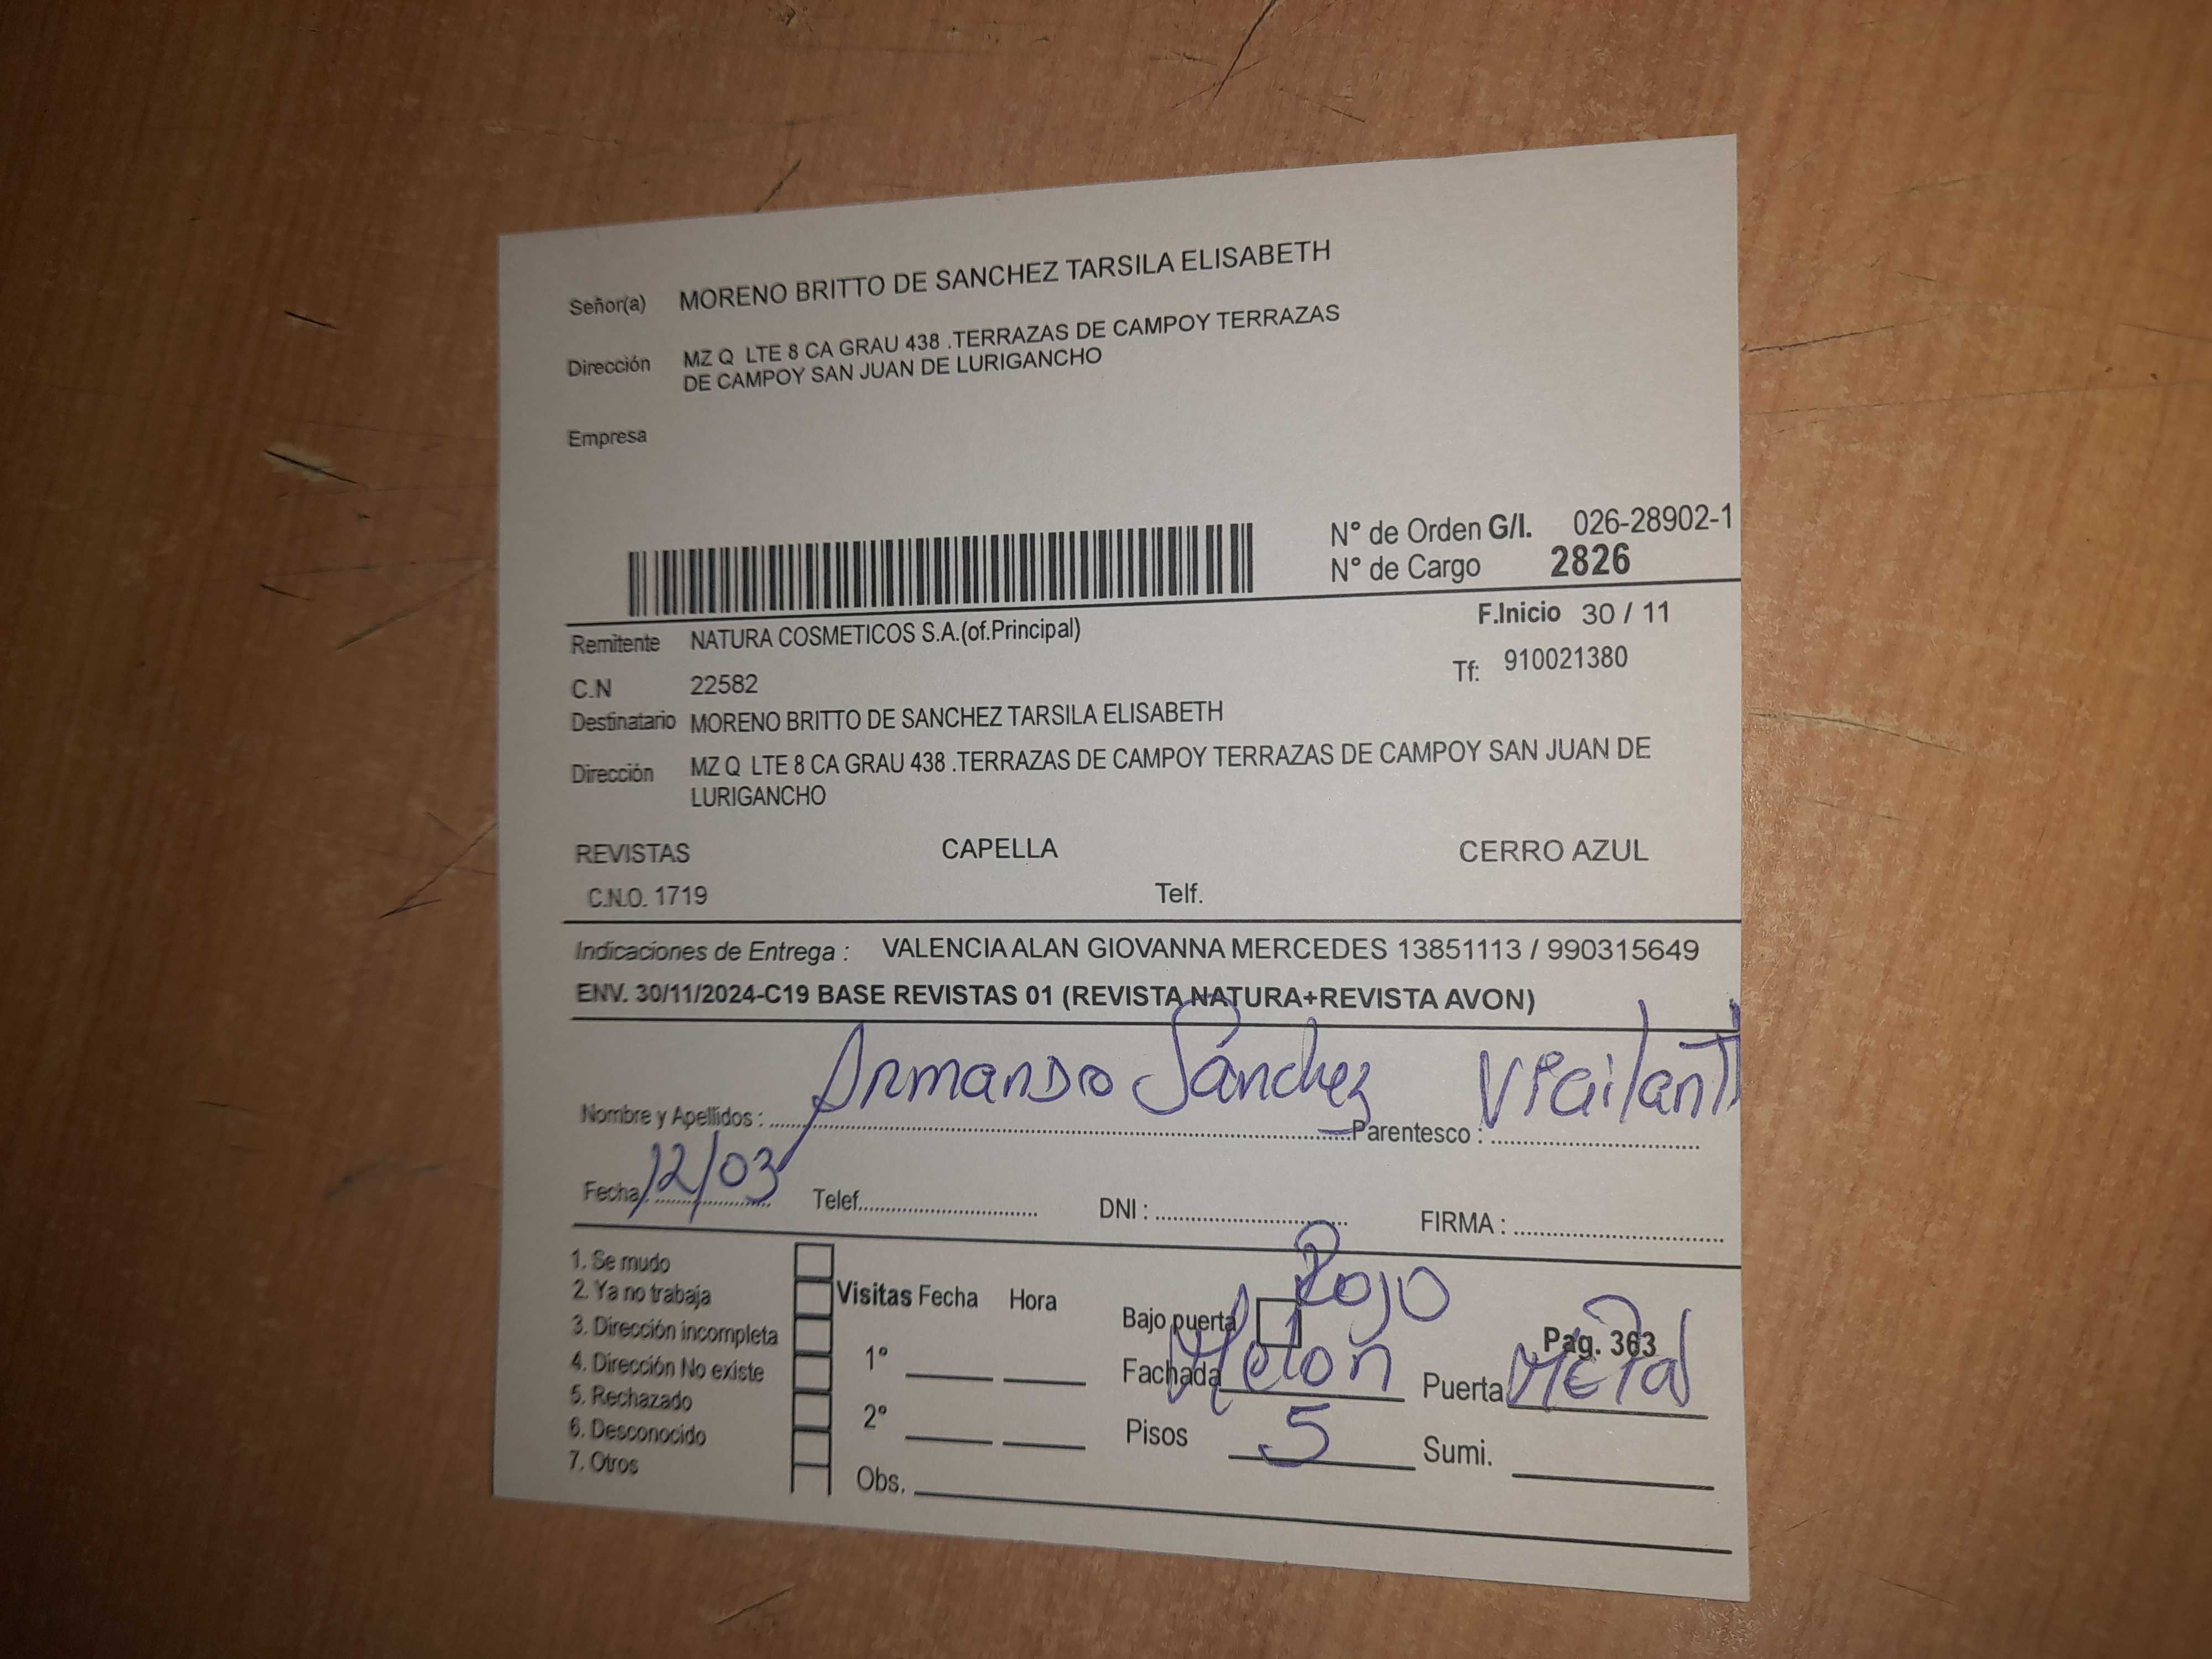 Señor(a) MORENO BRITTO DE SANCHEZ TARSILA ELISABETH
Dirección MZ Q LTE 8 CA GRAU 438 .TERRAZAS DE CAMPOY TERRAZAS
DE CAMPOY SAN JUAN DE LURIGANCHO
Empresa
N° de Orden G/I. 026-28902-1
N° de Cargo 2826
F.Inicio 30 / 11
Remitente NATURA COSMETICOS S.A.(of.Principal)
Tf: 910021380
C.N 22582
Destinatario MORENO BRITTO DE SANCHEZ TARSILA ELISABETH
Dirección MZ Q LTE 8 CA GRAU 438 .TERRAZAS DE CAMPOY TERRAZAS DE CAMPOY SAN JUAN DE
LURIGANCHO
REVISTAS CAPELLA CERRO AZUL
C.N.O. 1719 Telf.
Indicaciones de Entrega : VALENCIA ALAN GIOVANNA MERCEDES 13851113 / 990315649
ENV. 30/11/2024-C19 BASE REVISTAS 01 (REVISTA NATURA+REVISTA AVON)
Nombre y Apellidos : Armando Sánchez Parentesco : Vigilant
Fecha 12/03 Telef. DNI : FIRMA :
1. Se mudo
2. Ya no trabaja
3. Dirección incompleta
4. Dirección No existe
5. Rechazado
6. Desconocido
7. Otros
Visitas Fecha Hora
1°
2°
Obs.
Rojo
Bajo puerta
Pag. 363
Fachada Melon Puerta Metal
Pisos 5 Sumi.